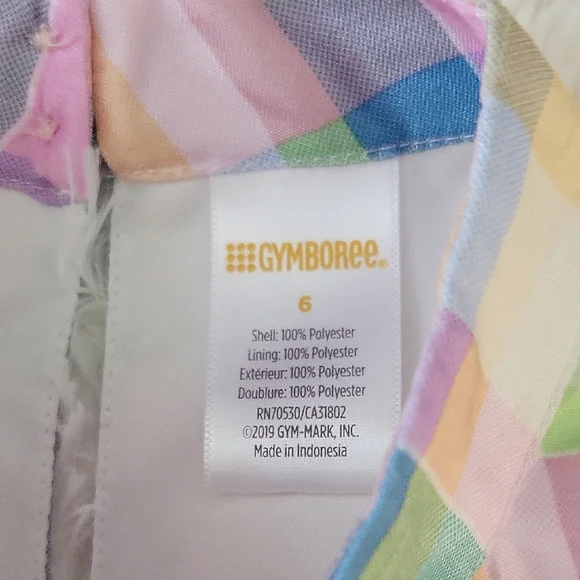 GYMBOREE®
6
Shell: 100% Polyester
Lining: 100% Polyester
Extérieur: 100% Polyester
Doublure: 100% Polyester
RN70530/CA31802
©2019 GYM-MARK, INC.
Made in Indonesia